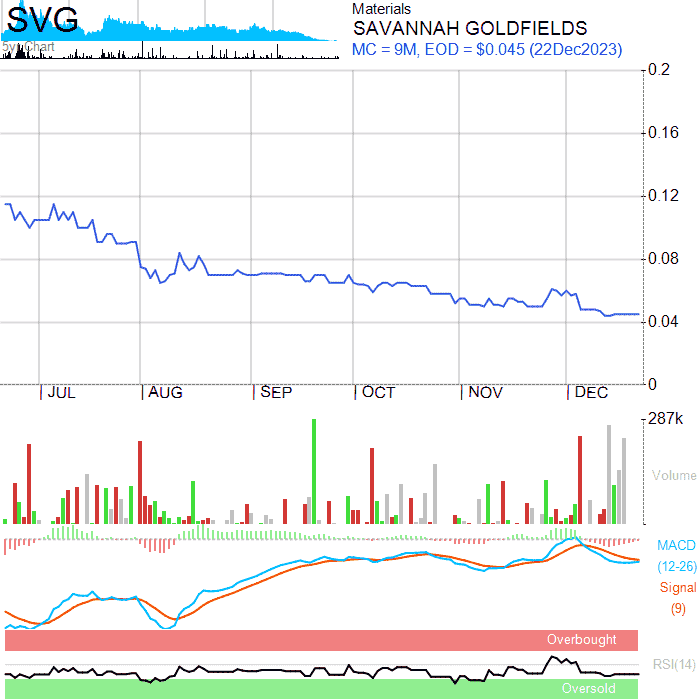 SVG
5yr Chart
Materials
SAVANNAH GOLDFIELDS
MC = 9M, EOD = $0.045 (22Dec2023)
0.2
0.16
0.12
0.08
0.04
0
JUL AUG SEP OCT NOV DEC
287k
Volume
MACD
(12-26)
Signal
(9)
Overbought
RSI(14)
Oversold